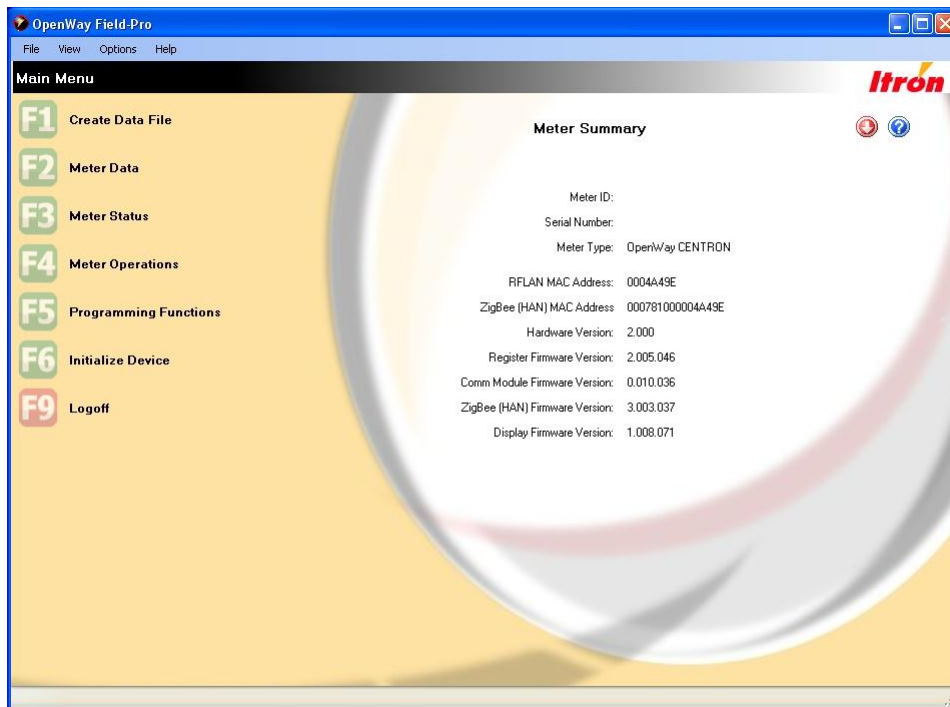 OpenWay Field-Pro
File View Options Help
Main Menu
Itron
F1 Create Data File
F2 Meter Data
F3 Meter Status
F4 Meter Operations
F5 Programming Functions
F6 Initialize Device
F9 Logoff
Meter Summary
?
Meter ID:
Serial Number:
Meter Type: OpenWay CENTRON
RFLAN MAC Address: 0004A49E
ZigBee (HAN) MAC Address 000781000004A49E
Hardware Version: 2.000
Register Firmware Version: 2.005.046
Comm Module Firmware Version: 0.010.036
ZigBee (HAN) Firmware Version: 3.003.037
Display Firmware Version: 1.008.071